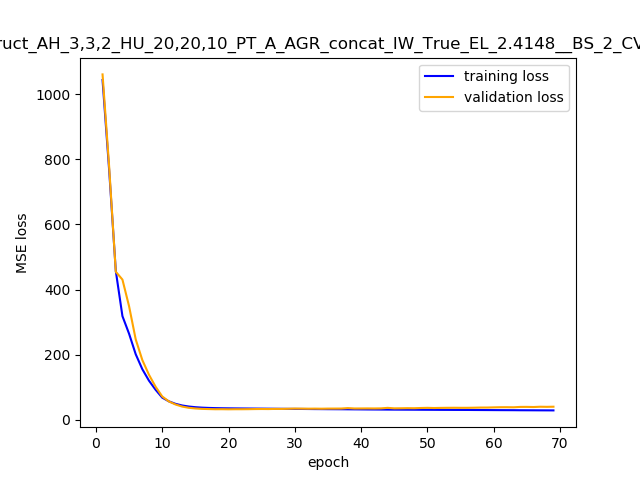 ruct_AH_3,3,2_HU_20,20,10_PT_A_AGR_concat_IW_True_EL_2.4148__BS_2_CV
training loss
validation loss
1000
800
600
400
200
0
MSE loss
0 10 20 30 40 50 60 70
epoch